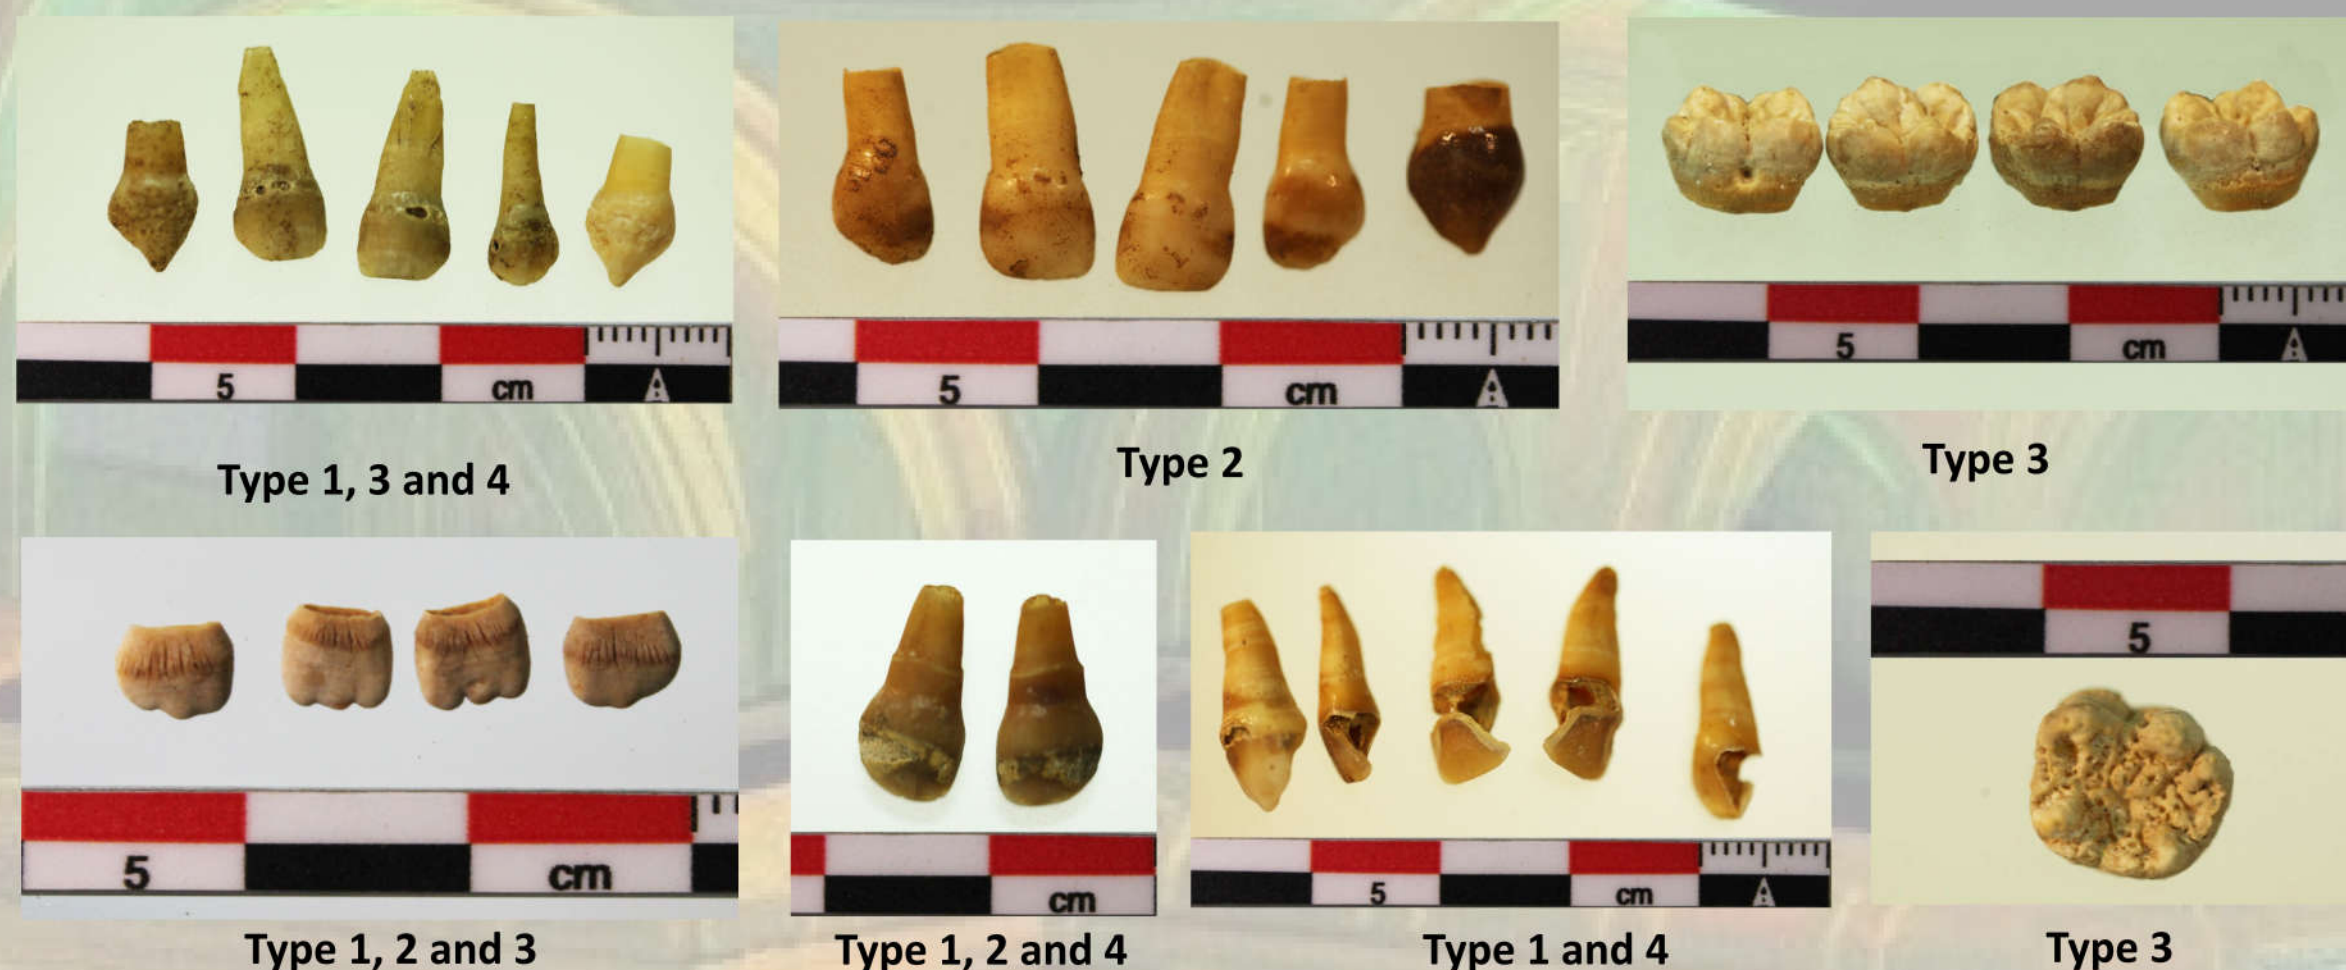 5 cm
5 cm
5 cm
Type 1, 3 and 4
Type 2
Type 3
5 cm
cm
5 cm
5
Type 1, 2 and 3
Type 1, 2 and 4
Type 1 and 4
Type 3